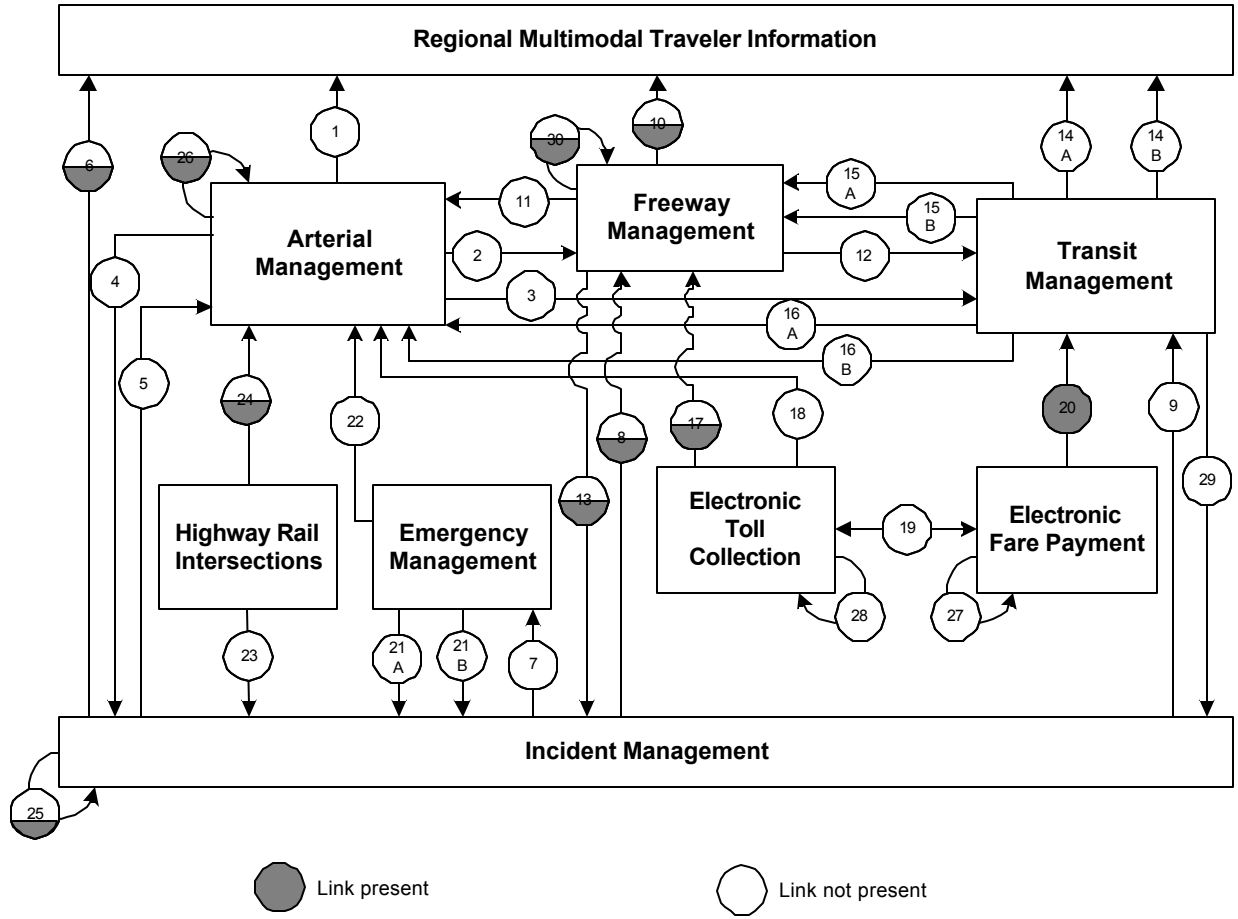 Regional Multimodal Traveler Information
6
26
1
30
10
14
A
14
B
15
A
11
Freeway
Management
15
B
Arterial
Management
2
12
Transit
Management
4
3
16
A
5
16
B
24
22
8
17
18
20
9
13
29
Highway Rail
Intersections
Emergency
Management
Electronic
Toll
Collection
19
Electronic
Fare Payment
28
27
23
21
A
21
B
7
Incident Management
25
Link present
Link not present